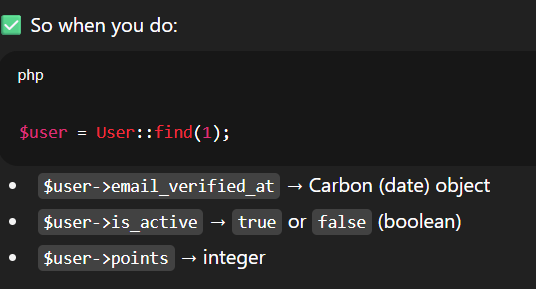 ✅ So when you do:
php
$user = User::find(1);
• $user->email_verified_at → Carbon (date) object
• $user->is_active → true or false (boolean)
• $user->points → integer